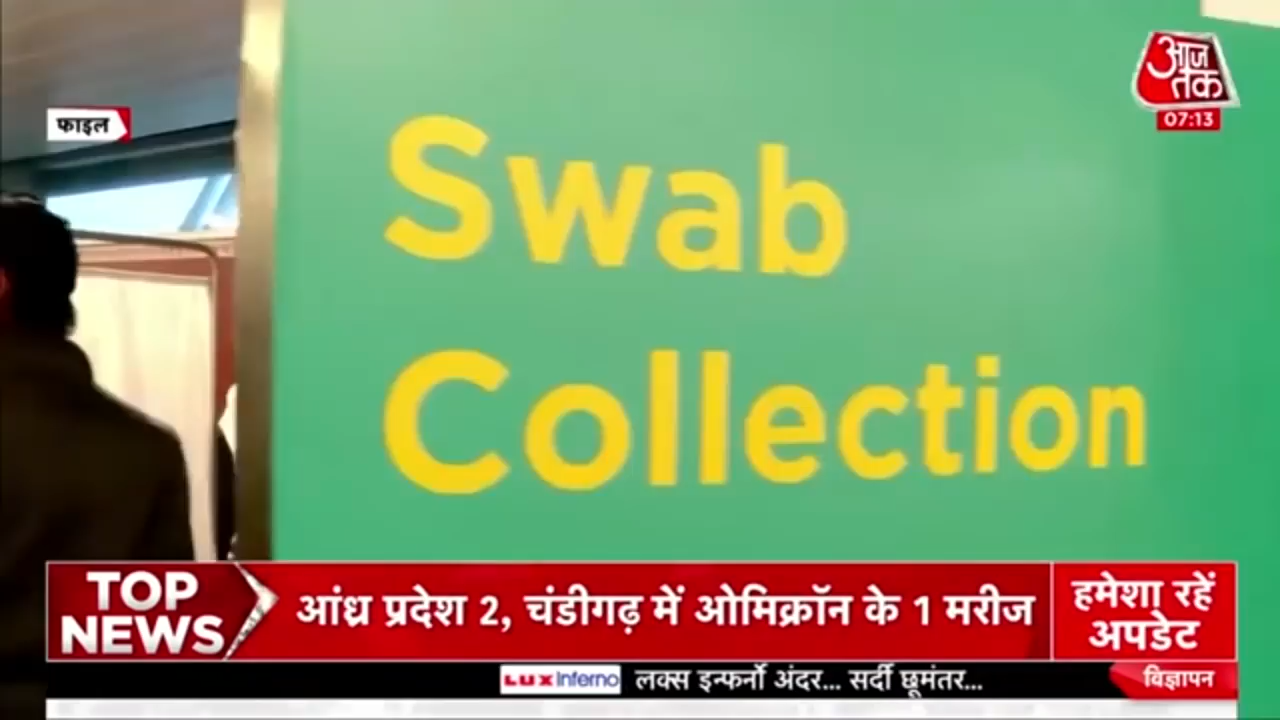 आज
तक
07:13
फाइल
Swab
Collection
TOP
NEWS
आंध्र प्रदेश 2, चंडीगढ़ में ओमिक्रॉन के 1 मरीज
हमेशा रहें
अपडेट
LUX Inferno लक्स इन्फर्नो अंदर... सर्दी छूमंतर...
विज्ञापन